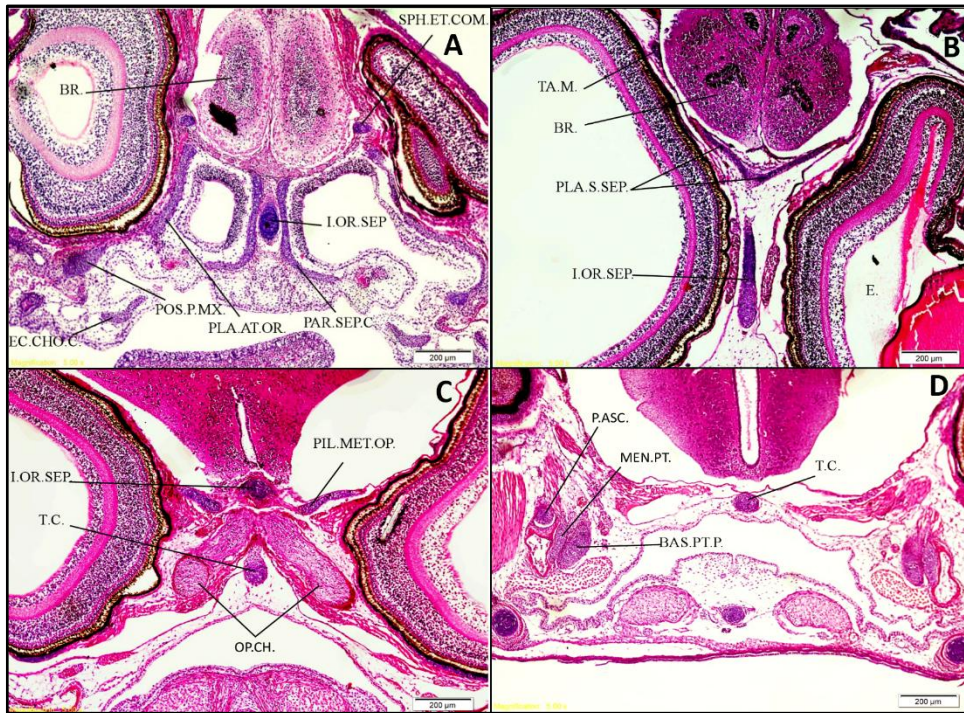 SPH.ET.COM.
A
BR.
I.OR.SEP
POS.P.MX.
PLA.AT.OR.
PAR.SEP.C
EC.CHO.C.
200 µm
B
TA.M.
BR.
PLA.S.SEP.
I.OR.SEP.
E.
200 µm
C
PIL.MET.OP.
I.OR.SEP.
T.C.
OP.CH.
200 µm
D
P.ASC.
MEN.PT.
T.C.
BAS.PT.P.
200 µm